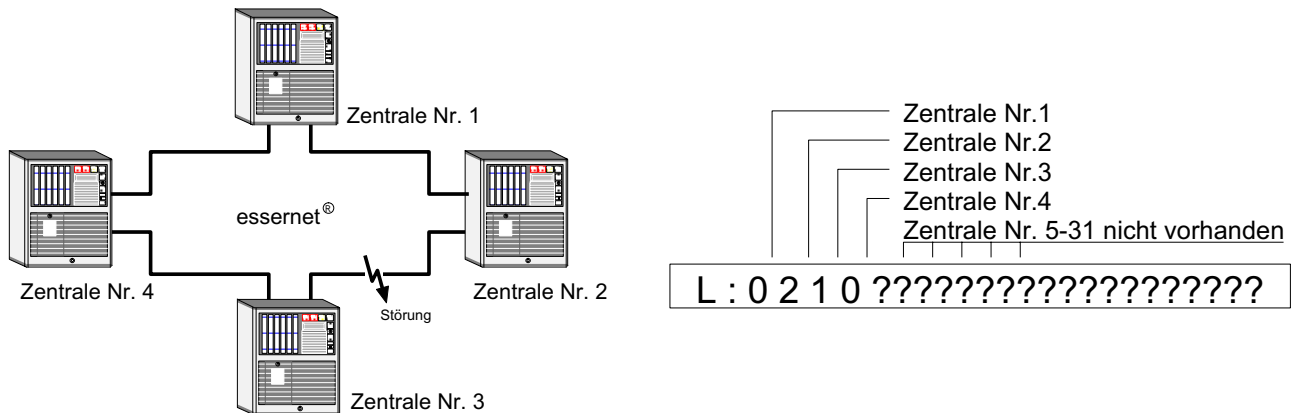 Zentrale Nr. 1
essernet®
Zentrale Nr. 4
Zentrale Nr. 2
Störung
Zentrale Nr. 3
Zentrale Nr.1
Zentrale Nr.2
Zentrale Nr.3
Zentrale Nr.4
Zentrale Nr. 5-31 nicht vorhanden
L : 0 2 1 0 ???????????????????